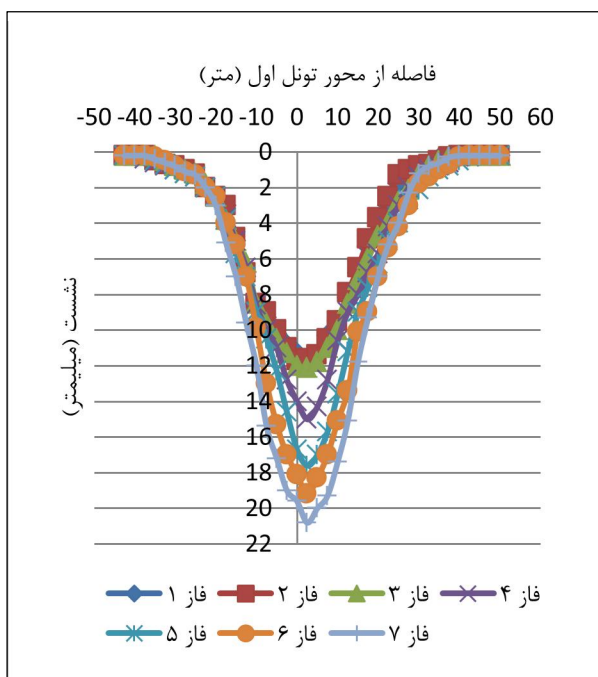 فاصله از محور تونل اول (متر)
-50 -40 -30 -20 -10 0 10 20 30 40 50 60
0
2
4
6
8
10
12
14
16
18
20
22
نشست (میلیمتر)
فاز ۱ فاز ۲ فاز ۳ فاز ۴
فاز ۵ فاز ۶ فاز ۷